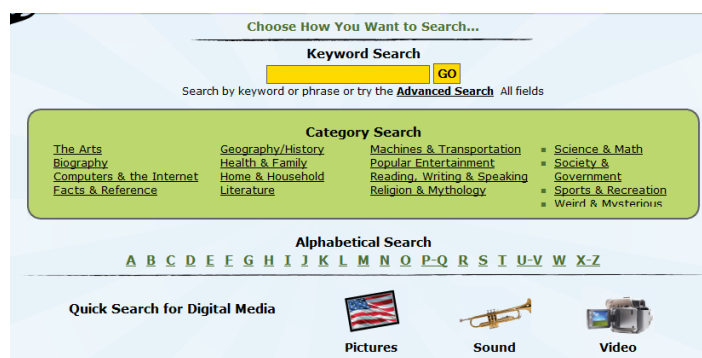 Choose How You Want to Search...
Keyword Search
GO
Search by keyword or phrase or try the Advanced Search All fields
Category Search
The Arts
Biography
Computers & the Internet
Facts & Reference
Geography/History
Health & Family
Home & Household
Literature
Machines & Transportation
Popular Entertainment
Reading, Writing & Speaking
Religion & Mythology
Science & Math
Society &
Government
Sports & Recreation
Weird & Mysterious
Alphabetical Search
A B C D E F G H I J K L M N O P-Q R S T U-V W X-Z
Quick Search for Digital Media
Pictures
Sound
Video